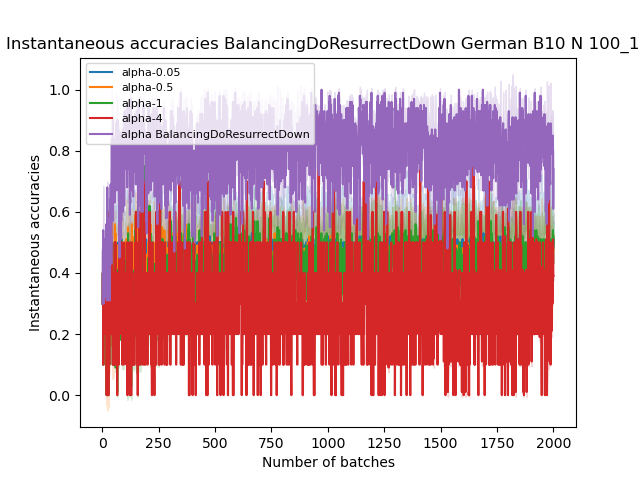 Instantaneous accuracies BalancingDoResurrectDown German B10 N 100_1
alpha-0.05
alpha-0.5
alpha-1
alpha-4
alpha BalancingDoResurrectDown
1.0
0.8
0.6
0.4
0.2
0.0
Instantaneous accuracies
0 250 500 750 1000 1250 1500 1750 2000
Number of batches